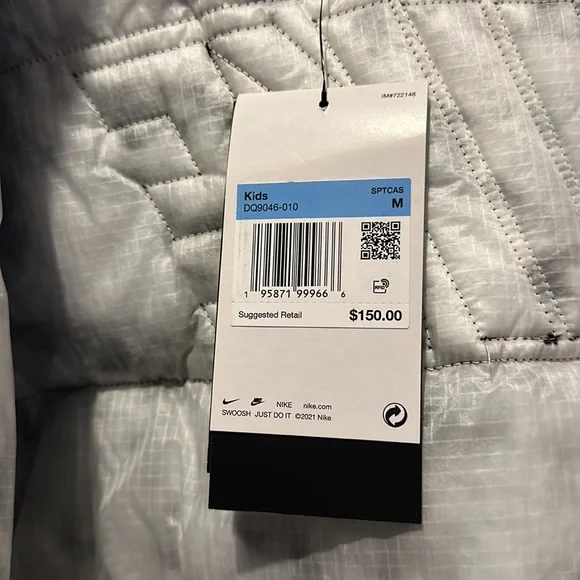 IM#722146
Kids SPTCAS
DQ9046-010 M
1 95871 99966 6
Suggested Retail $150.00
NIKE nike.com
SWOOSH JUST DO IT ©2021 Nike